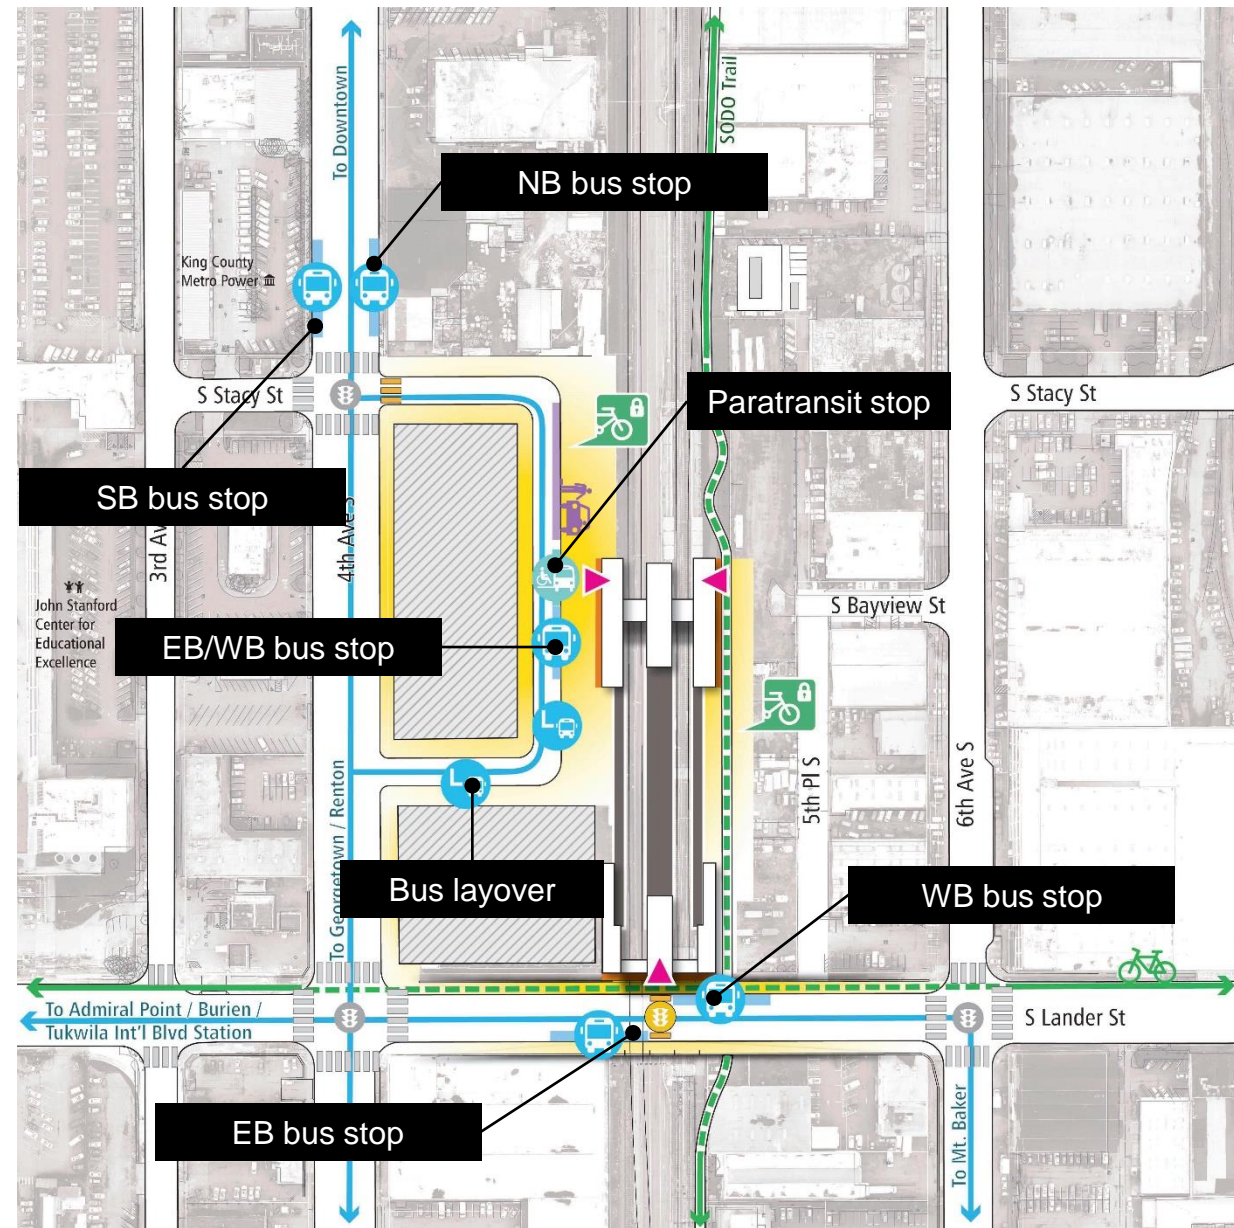 To Downtown
SODO Trail
NB bus stop
King County
Metro Power
S Stacy St
Paratransit stop
S Stacy St
SB bus stop
3rd Av
4th Ave S
John Stanford
Center for
Educational
Excellence
S Bayview St
EB/WB bus stop
5th Pl S
6th Ave S
To Georgetown / Renton
Bus layover
WB bus stop
To Admiral Point / Burien /
Tukwila Int'l Blvd Station
S Lander St
EB bus stop
To Mt. Baker